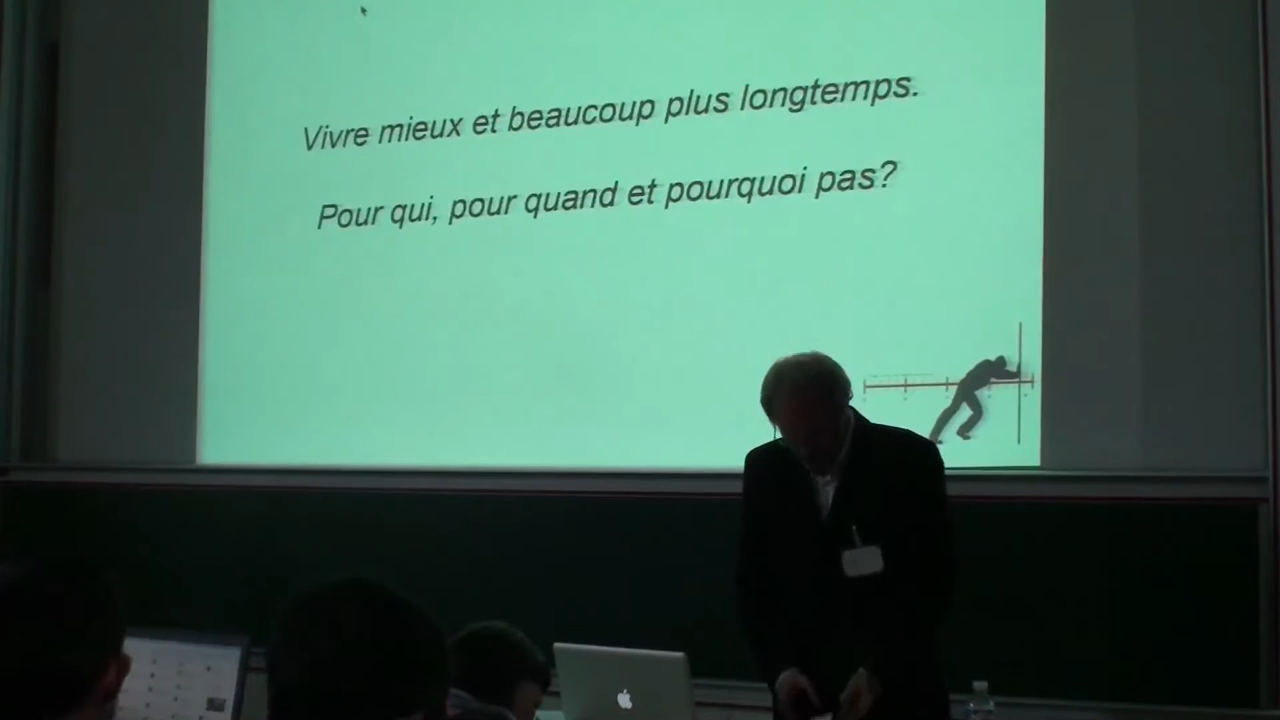 Vivre mieux et beaucoup plus longtemps.
Pour qui, pour quand et pourquoi pas?